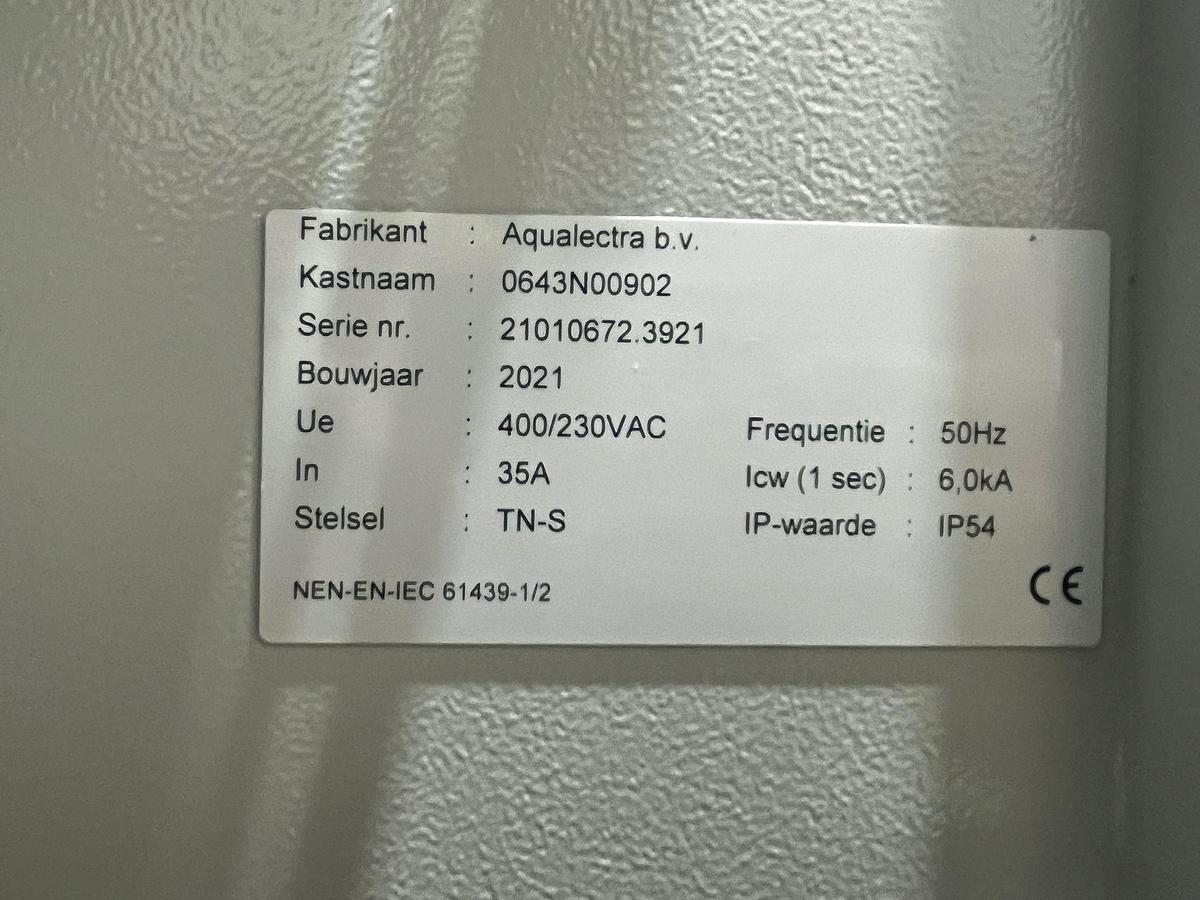 Fabrikant : Aqualectra b.v.
Kastnaam : 0643N00902
Serie nr. : 21010672.3921
Bouwjaar : 2021
Ue : 400/230VAC Frequentie : 50Hz
In : 35A Icw (1 sec) : 6,0kA
Stelsel : TN-S IP-waarde : IP54
NEN-EN-IEC 61439-1/2 CE